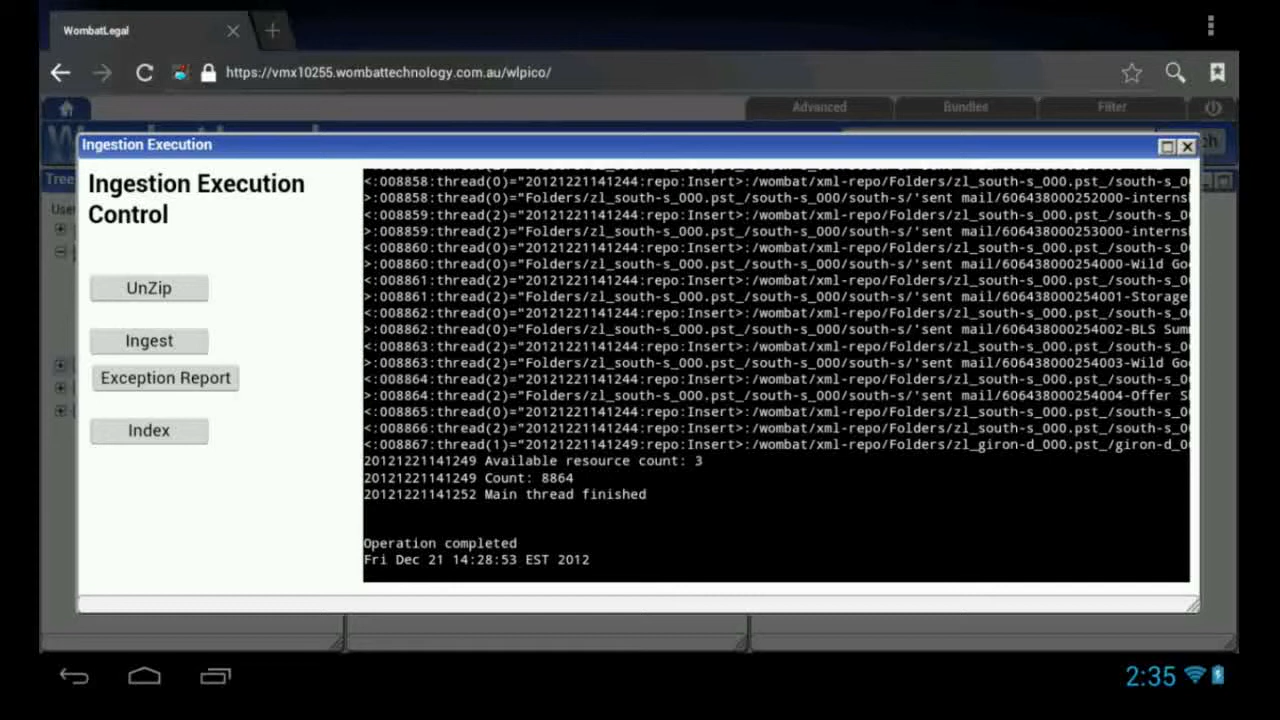 WombatLegal
https://vmx10255.wombattechnology.com.au/wlpico/
Advanced
Bundles
Filter
Ingestion Execution
Tree
User
Ingestion Execution
Control
UnZip
Ingest
Exception Report
Index
<:008858:thread(0)="20121221141244:repo:Insert>:/wombat/xml-repo/Folders/zl_south-s_000.pst_/south-s_0
>:008858:thread(0)="Folders/zl_south-s_000.pst_/south-s_000/south-s/'sent mail/606438000252000-interns
<:008859:thread(2)="20121221141244:repo:Insert>:/wombat/xml-repo/Folders/zl_south-s_000.pst_/south-s_0
>:008859:thread(2)="Folders/zl_south-s_000.pst_/south-s_000/south-s/'sent mail/606438000253000-interns
<:008860:thread(0)="20121221141244:repo:Insert>:/wombat/xml-repo/Folders/zl_south-s_000.pst_/south-s_0
>:008860:thread(0)="Folders/zl_south-s_000.pst_/south-s_000/south-s/'sent mail/606438000254000-Wild Go
<:008861:thread(2)="20121221141244:repo:Insert>:/wombat/xml-repo/Folders/zl_south-s_000.pst_/south-s_0
>:008861:thread(2)="Folders/zl_south-s_000.pst_/south-s_000/south-s/'sent mail/606438000254001-Storage
<:008862:thread(0)="20121221141244:repo:Insert>:/wombat/xml-repo/Folders/zl_south-s_000.pst_/south-s_0
>:008862:thread(0)="Folders/zl_south-s_000.pst_/south-s_000/south-s/'sent mail/606438000254002-BLS Sum
<:008863:thread(2)="20121221141244:repo:Insert>:/wombat/xml-repo/Folders/zl_south-s_000.pst_/south-s_0
>:008863:thread(2)="Folders/zl_south-s_000.pst_/south-s_000/south-s/'sent mail/606438000254003-Wild Go
<:008864:thread(2)="20121221141244:repo:Insert>:/wombat/xml-repo/Folders/zl_south-s_000.pst_/south-s_0
>:008864:thread(2)="Folders/zl_south-s_000.pst_/south-s_000/south-s/'sent mail/606438000254004-Offer S
<:008865:thread(0)="20121221141244:repo:Insert>:/wombat/xml-repo/Folders/zl_south-s_000.pst_/south-s_0
<:008866:thread(2)="20121221141244:repo:Insert>:/wombat/xml-repo/Folders/zl_south-s_000.pst_/south-s_0
<:008867:thread(1)="20121221141249:repo:Insert>:/wombat/xml-repo/Folders/zl_giron-d_000.pst_/giron-d_0
20121221141249 Available resource count: 3
20121221141249 Count: 8864
20121221141252 Main thread finished
Operation completed
Fri Dec 21 14:28:53 EST 2012
2:35